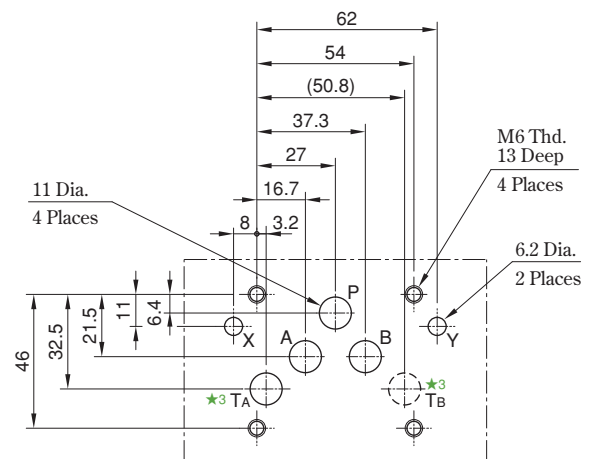 62
54
(50.8)
37.3
27
16.7
8 3.2
M6 Thd.
13 Deep
4 Places
11 Dia.
4 Places
6.2 Dia.
2 Places
P
X
A
B
Y
★3 TA
TB ★3
46
32.5
21.5
11
6.4